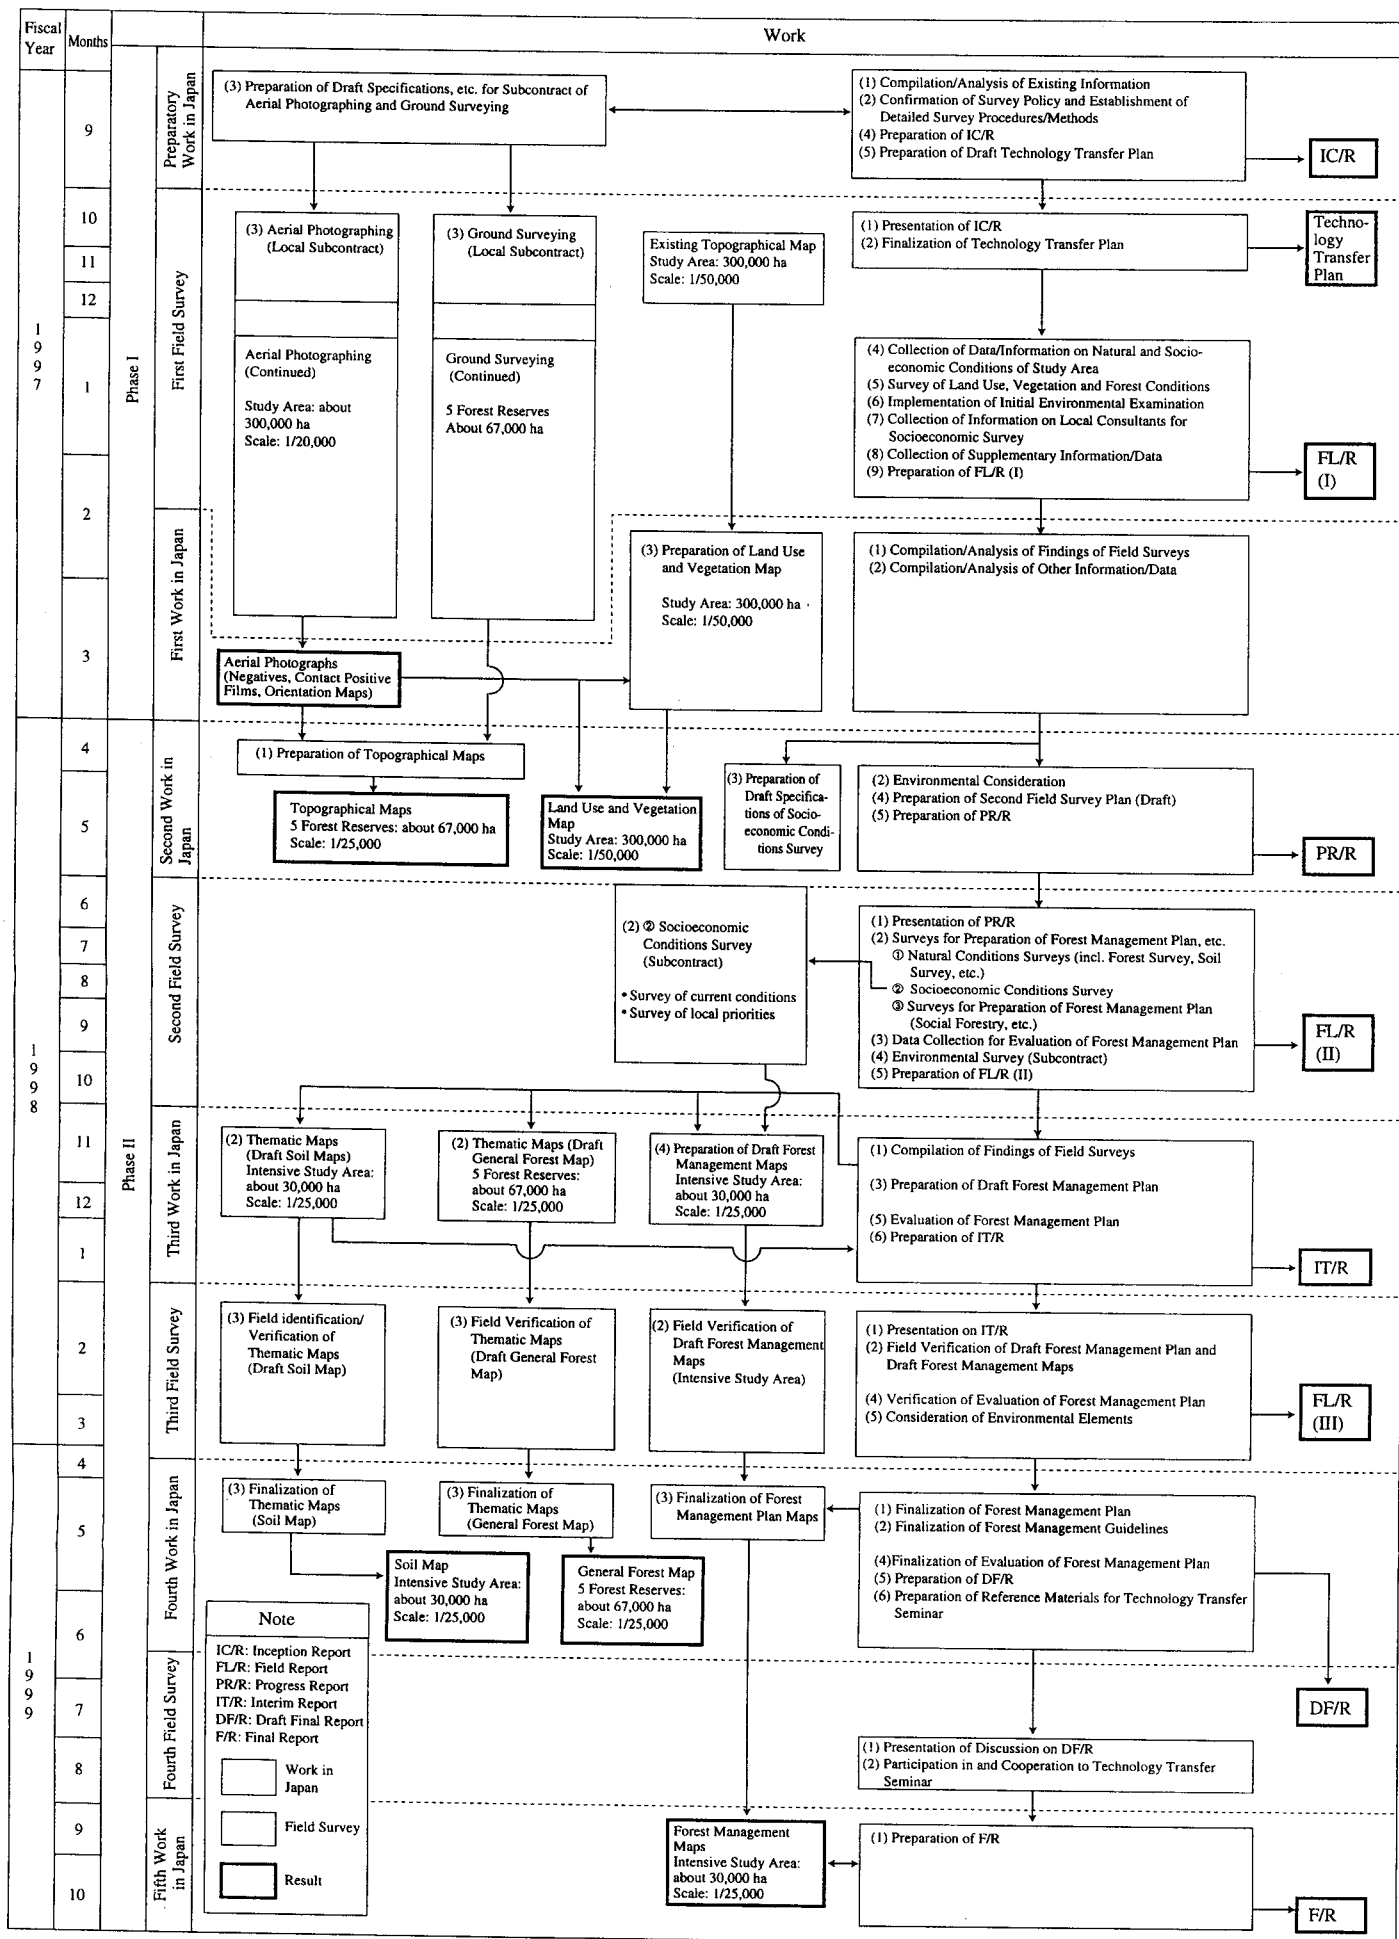 Fiscal
Year
Months
Work
1
9
9
7
9
10
11
12
1
2
3
Phase I
Preparatory
Work in Japan
(3) Preparation of Draft Specifications, etc. for Subcontract of
Aerial Photographing and Ground Surveying
(1) Compilation/Analysis of Existing Information
(2) Confirmation of Survey Policy and Establishment of
Detailed Survey Procedures/Methods
(4) Preparation of IC/R
(5) Preparation of Draft Technology Transfer Plan
IC/R
First Field Survey
(3) Aerial Photographing
(Local Subcontract)
(3) Ground Surveying
(Local Subcontract)
Existing Topographical Map
Study Area: 300,000 ha
Scale: 1/50,000
(1) Presentation of IC/R
(2) Finalization of Technology Transfer Plan
Techno-
logy
Transfer
Plan
Aerial Photographing
(Continued)
Study Area: about
300,000 ha
Scale: 1/20,000
Ground Surveying
(Continued)
5 Forest Reserves
About 67,000 ha
(4) Collection of Data/Information on Natural and Socio-
economic Conditions of Study Area
(5) Survey of Land Use, Vegetation and Forest Conditions
(6) Implementation of Initial Environmental Examination
(7) Collection of Information on Local Consultants for
Socioeconomic Survey
(8) Collection of Supplementary Information/Data
(9) Preparation of FL/R (I)
FL/R
(I)
First Work in Japan
(3) Preparation of Land Use
and Vegetation Map
Study Area: 300,000 ha
Scale: 1/50,000
(1) Compilation/Analysis of Findings of Field Surveys
(2) Compilation/Analysis of Other Information/Data
Aerial Photographs
(Negatives, Contact Positive
Films, Orientation Maps)
1
9
9
8
4
5
6
7
8
9
10
11
12
1
2
3
Phase II
Second Work in
Japan
(1) Preparation of Topographical Maps
Topographical Maps
5 Forest Reserves: about 67,000 ha
Scale: 1/25,000
Land Use and Vegetation
Map
Study Area: 300,000 ha
Scale: 1/50,000
(3) Preparation of
Draft Specifica-
tions of Socio-
economic Condi-
tions Survey
(2) Environmental Consideration
(4) Preparation of Second Field Survey Plan (Draft)
(5) Preparation of PR/R
PR/R
Second Field Survey
(2) ② Socioeconomic
Conditions Survey
(Subcontract)
• Survey of current conditions
• Survey of local priorities
(1) Presentation of PR/R
(2) Surveys for Preparation of Forest Management Plan, etc.
① Natural Conditions Surveys (incl. Forest Survey, Soil
Survey, etc.)
② Socioeconomic Conditions Survey
③ Surveys for Preparation of Forest Management Plan
(Social Forestry, etc.)
(3) Data Collection for Evaluation of Forest Management Plan
(4) Environmental Survey (Subcontract)
(5) Preparation of FL/R (II)
FL/R
(II)
Third Work in Japan
(2) Thematic Maps
(Draft Soil Maps)
Intensive Study Area:
about 30,000 ha
Scale: 1/25,000
(2) Thematic Maps (Draft
General Forest Map)
5 Forest Reserves:
about 67,000 ha
Scale: 1/25,000
(4) Preparation of Draft Forest
Management Maps
Intensive Study Area:
about 30,000 ha
Scale: 1/25,000
(1) Compilation of Findings of Field Surveys
(3) Preparation of Draft Forest Management Plan
(5) Evaluation of Forest Management Plan
(6) Preparation of IT/R
IT/R
Third Field Survey
(3) Field identification/
Verification of
Thematic Maps
(Draft Soil Map)
(3) Field Verification of
Thematic Maps
(Draft General Forest
Map)
(2) Field Verification of
Draft Forest Management
Maps
(Intensive Study Area)
(1) Presentation on IT/R
(2) Field Verification of Draft Forest Management Plan and
Draft Forest Management Maps
(4) Verification of Evaluation of Forest Management Plan
(5) Consideration of Environmental Elements
FL/R
(III)
1
9
9
9
4
5
6
7
8
9
10
Fourth Work in Japan
(3) Finalization of
Thematic Maps
(Soil Map)
(3) Finalization of
Thematic Maps
(General Forest Map)
(3) Finalization of Forest
Management Plan Maps
(1) Finalization of Forest Management Plan
(2) Finalization of Forest Management Guidelines
(4)Finalization of Evaluation of Forest Management Plan
(5) Preparation of DF/R
(6) Preparation of Reference Materials for Technology Transfer
Seminar
Soil Map
Intensive Study Area:
about 30,000 ha
Scale: 1/25,000
General Forest Map
5 Forest Reserves:
about 67,000 ha
Scale: 1/25,000
Note
IC/R: Inception Report
FL/R: Field Report
PR/R: Progress Report
IT/R: Interim Report
DF/R: Draft Final Report
F/R: Final Report
Work in
Japan
Field Survey
Result
Fourth Field Survey
DF/R
(1) Presentation of Discussion on DF/R
(2) Participation in and Cooperation to Technology Transfer
Seminar
Fifth Work
in Japan
Forest Management
Maps
Intensive Study Area:
about 30,000 ha
Scale: 1/25,000
(1) Preparation of F/R
F/R